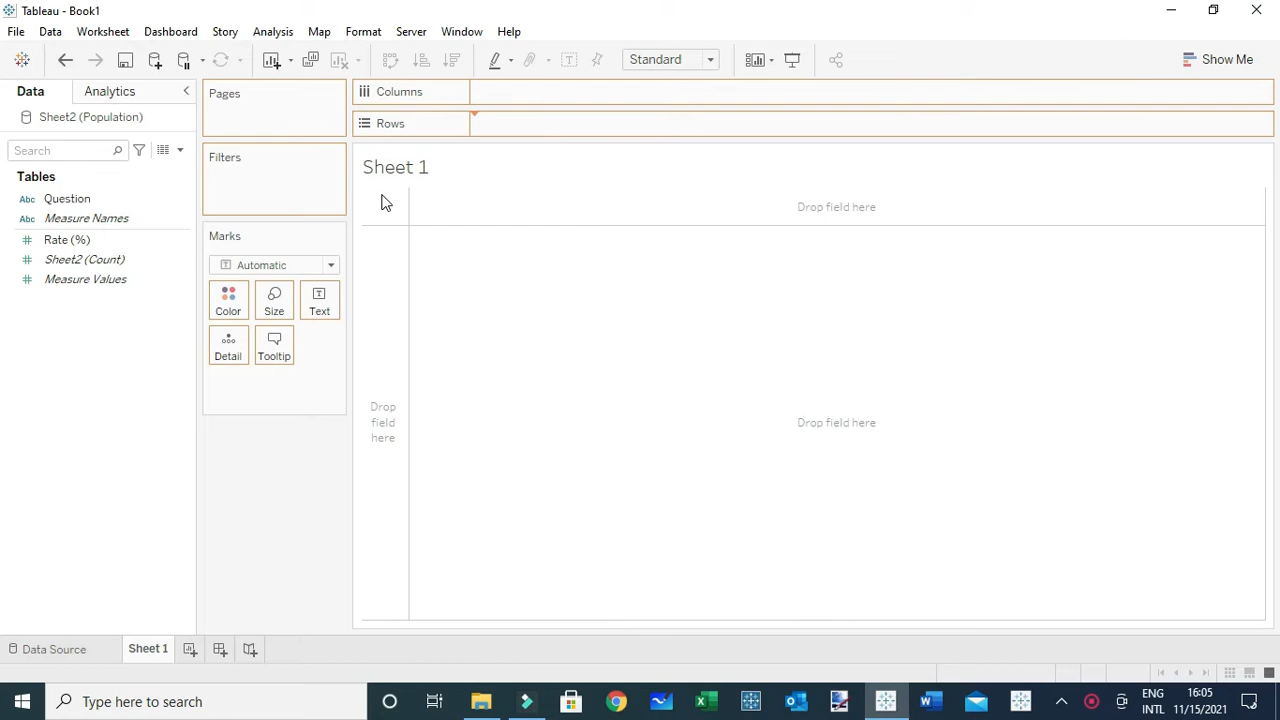 Tableau - Book1
File Data Worksheet Dashboard Story Analysis Map Format Server Window Help
Standard
Show Me
Data Analytics
Pages
Columns
Sheet2 (Population)
Rows
Search
Filters
Sheet 1
Tables
Abc Question
Abc Measure Names
Drop field here
Rate (%)
Sheet2 (Count)
Measure Values
Marks
Automatic
Color Size Text
Detail Tooltip
Drop
field
here
Drop field here
Data Source Sheet 1
Type here to search
ENG
INTL
16:05
11/15/2021